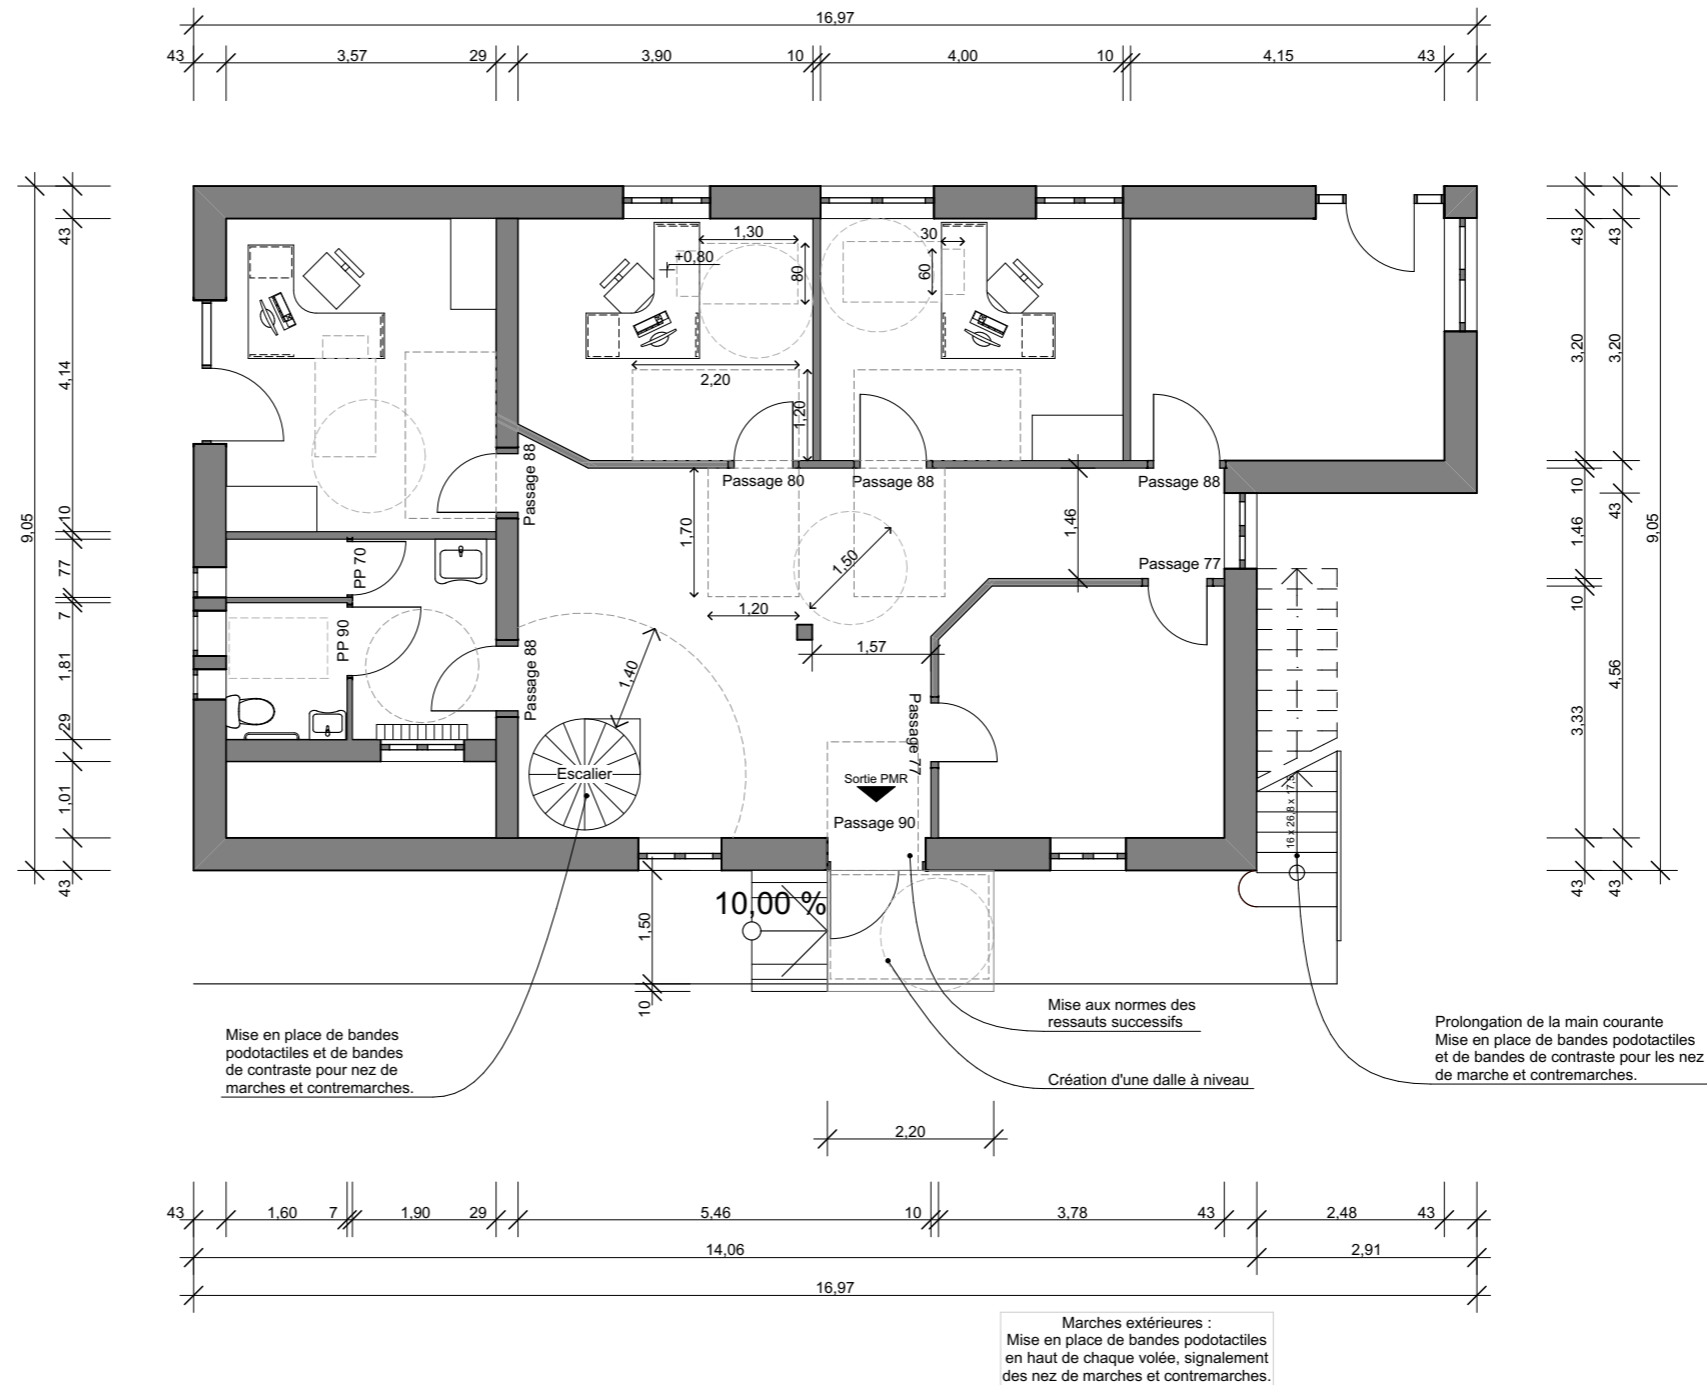 16,97
43 3,57 29 3,90 10 4,00 10 4,15 43
9,05
43
4,14
10
77
7
1,81
29
1,01
43
1,30
+0,80
80
30
60
2,20
1,20
Passage 88
Passage 80
Passage 88
Passage 88
1,70
1,46
1,50
Passage 77
PP 70
PP 90
Passage 88
1,20
1,57
1,40
Passage 77
Escalier
Sortie PMR
Passage 90
16 x 26,8 x 17,5
10,00 %
1,50
10
43
3,20
10
1,46
10
3,33
43
43
3,20
43
4,56
43
9,05
Mise en place de bandes
podotactiles et de bandes
de contraste pour nez de
marches et contremarches.
Mise aux normes des
ressauts successifs
Création d'une dalle à niveau
Prolongation de la main courante
Mise en place de bandes podotactiles
et de bandes de contraste pour les nez
de marche et contremarches.
2,20
43 1,60 7 1,90 29 5,46 10 3,78 43 2,48 43
14,06 2,91
16,97
Marches extérieures :
Mise en place de bandes podotactiles
en haut de chaque volée, signalement
des nez de marches et contremarches.